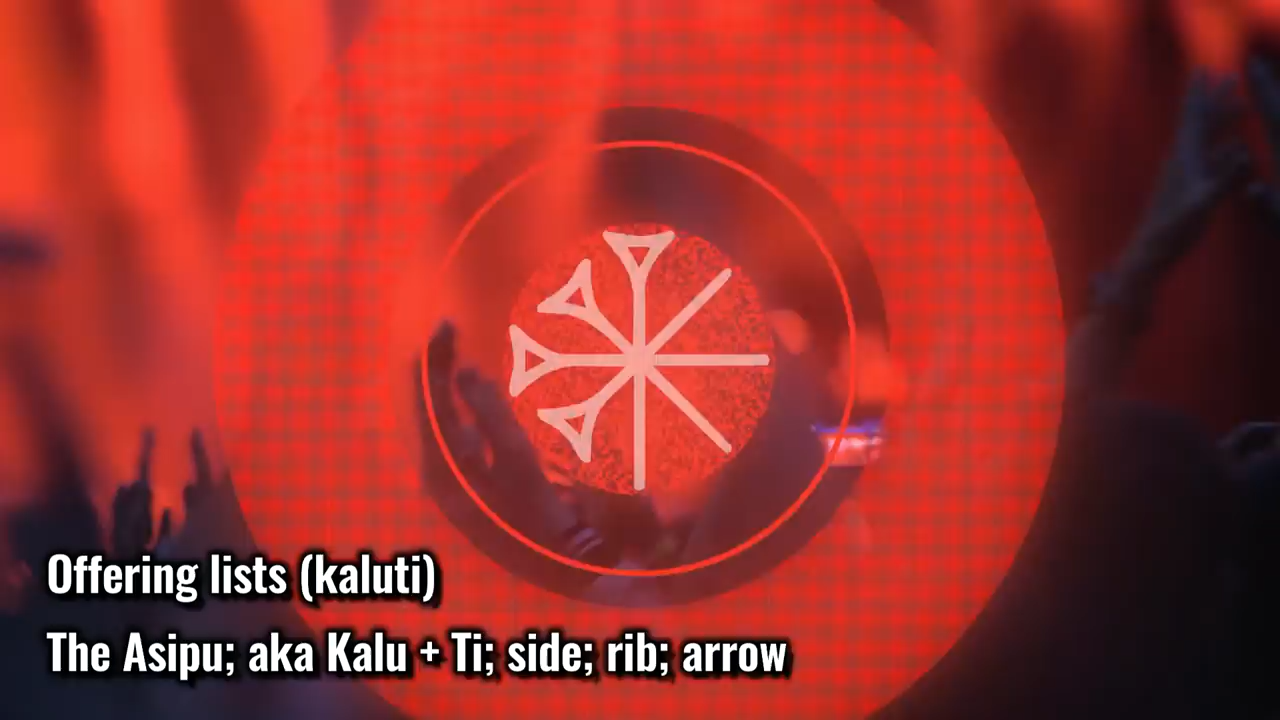 𒀭
Offering lists (kaluti)
The Asipu; aka Kalu + Ti; side; rib; arrow